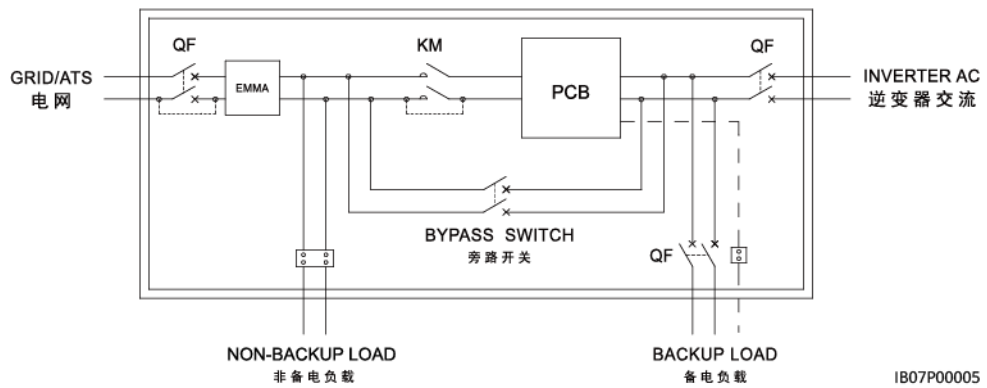 QF
KM
QF
GRID/ATS
电网
EMMA
PCB
INVERTER AC
逆变器交流
BYPASS SWITCH
旁路开关
QF
NON-BACKUP LOAD
非备电负载
BACKUP LOAD
备电负载
IB07P00005